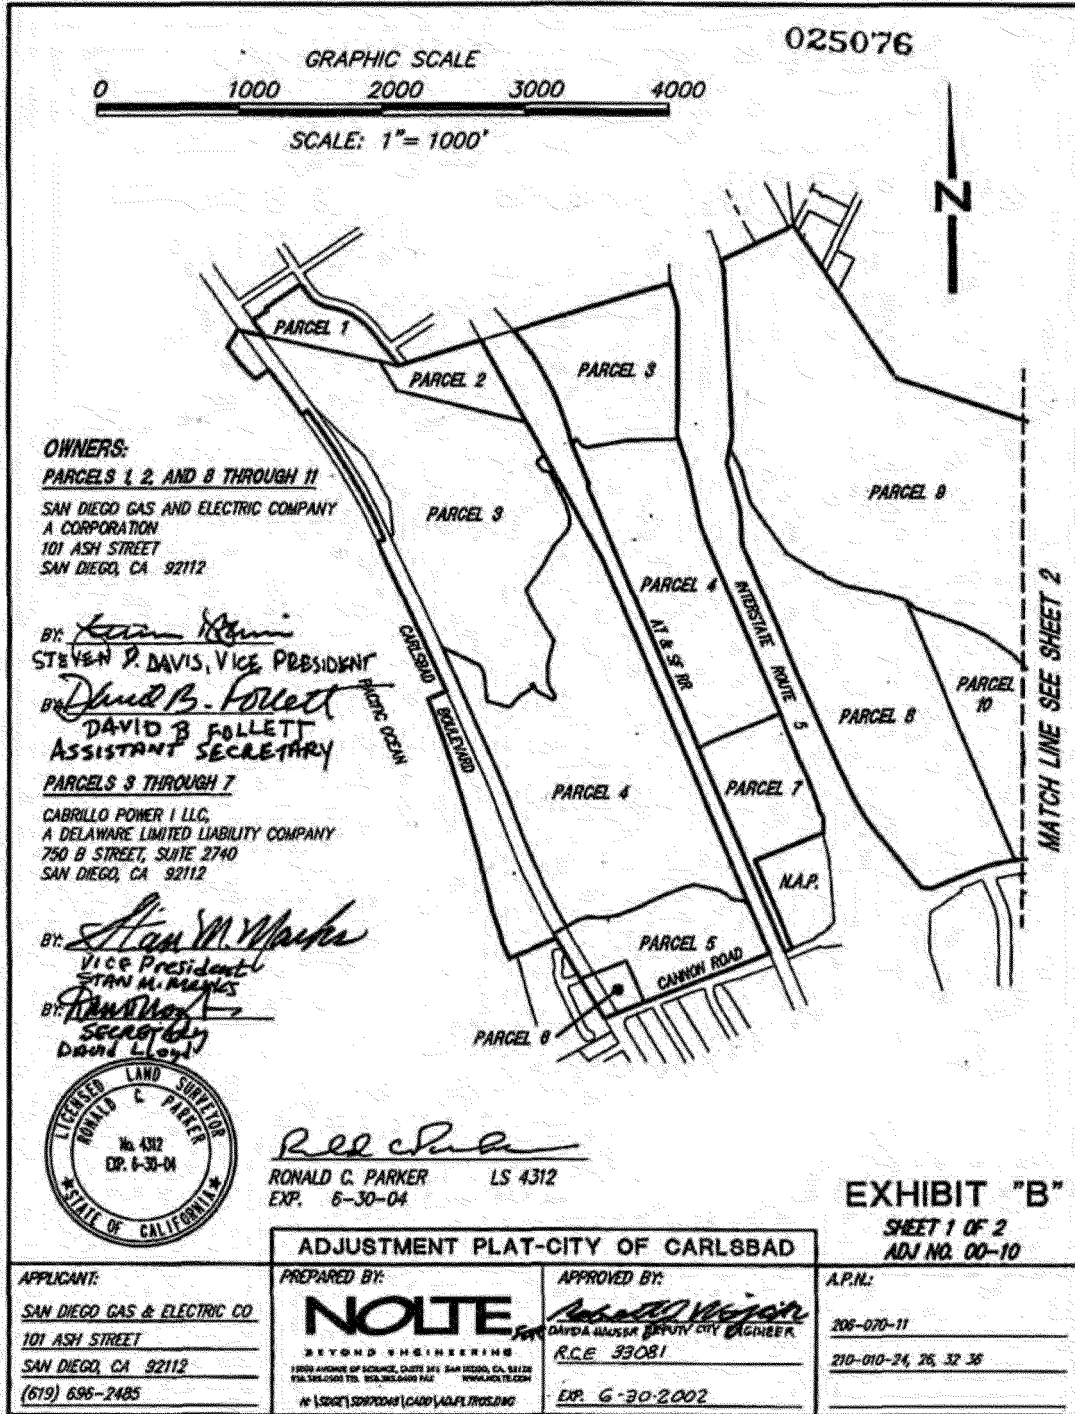 025076
GRAPHIC SCALE
0 1000 2000 3000 4000
SCALE: 1"= 1000'
N
PARCEL 1
PARCEL 2
PARCEL 3
PARCEL 3
PARCEL 9
PARCEL 4
PARCEL 4
PARCEL 7
PARCEL 8
PARCEL 10
N.A.P.
PARCEL 5
PARCEL 6
CANNON ROAD
CARLSBAD BOULEVARD
PACIFIC OCEAN
AT & SF RR
INTERSTATE ROUTE 5
MATCH LINE SEE SHEET 2
OWNERS:
PARCELS 1, 2, AND 8 THROUGH 11
SAN DIEGO GAS AND ELECTRIC COMPANY
A CORPORATION
101 ASH STREET
SAN DIEGO, CA 92112
BY:
STEVEN D. DAVIS, VICE PRESIDENT
BY: David B. Follett
DAVID B FOLLETT
ASSISTANT SECRETARY
PARCELS 3 THROUGH 7
CABRILLO POWER I LLC,
A DELAWARE LIMITED LIABILITY COMPANY
750 B STREET, SUITE 2740
SAN DIEGO, CA 92112
BY: Stan M. Marks
Vice President
STAN M. MARKS
BY:
SECRETARY
David Lloyd
LICENSED LAND SURVEYOR
RONALD C. PARKER
No. 4312
EXP. 6-30-04
STATE OF CALIFORNIA
RONALD C. PARKER LS 4312
EXP. 6-30-04
EXHIBIT "B"
SHEET 1 OF 2
ADJ NO. 00-10
ADJUSTMENT PLAT-CITY OF CARLSBAD
APPLICANT:
SAN DIEGO GAS & ELECTRIC CO
101 ASH STREET
SAN DIEGO, CA 92112
(619) 696-2485
PREPARED BY:
NOLTE
BEYOND ENGINEERING
APPROVED BY:
for
DAVID A HAUSER DEPUTY CITY ENGINEER
R.C.E 33081
EXP. 6-30-2002
A.P.N.:
206-070-11
210-010-24, 26, 32 36